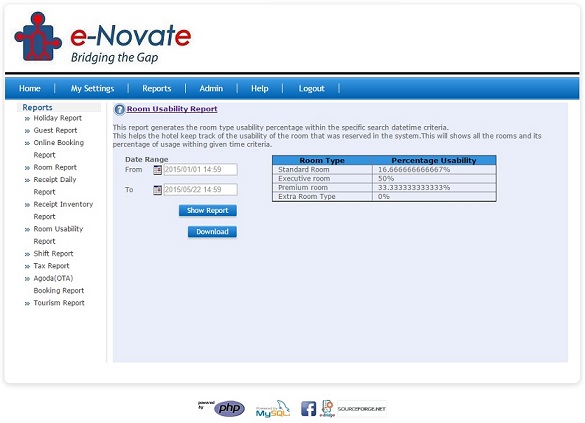 e-Novate
Bridging the Gap
Home My Settings Reports Admin Help Logout
Reports
Holiday Report
Guest Report
Online Booking
Report
Room Report
Receipt Daily
Report
Receipt Inventory
Report
Room Usability
Report
Shift Report
Tax Report
Agoda(OTA)
Booking Report
Tourism Report
Room Usability Report
This report generates the room type usability percentage within the specific search datetime criteria.
This helps the hotel keep track of the usability of the room that was reserved in the system.This will shows all the rooms and its
percentage of usage withing given time criteria.
Date Range
From 2015/01/01 14:59
To 2015/05/22 14:59
Show Report
Download
Room Type Percentage Usability
Standard Room 16.666666666667%
Executive room 50%
Premium room 33.333333333333%
Extra Room Type 0%
powered by php
Powered by MySQL
f
e-dragon
SOURCEFORGE.NET